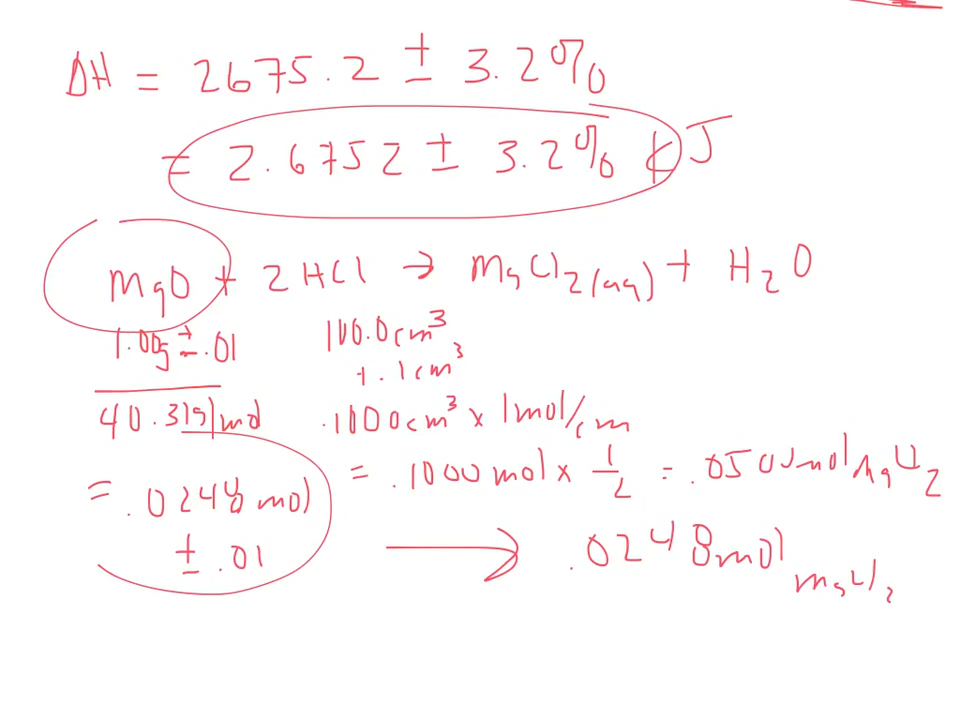 ΔH = 2675.2 ± 3.2%
= 2.6752 ± 3.2% kJ
MgO + 2HCl → MgCl2(aq) + H2O
1.00g ± .01
100.0cm³
± .1cm³
40.31g/mol
.1000cm³ × 1mol/cm
= .1000mol × 1/2 = .0500mol MgCl2
= .0248mol
± .01
→ .0248mol
MgCl2